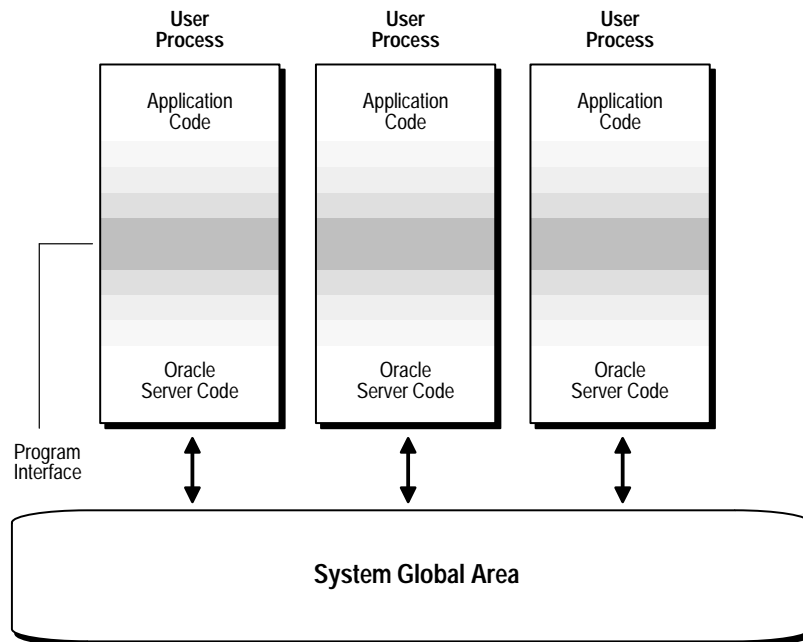 User
Process
User
Process
User
Process
Application
Code
Application
Code
Application
Code
Oracle
Server Code
Oracle
Server Code
Oracle
Server Code
Program
Interface
System Global Area